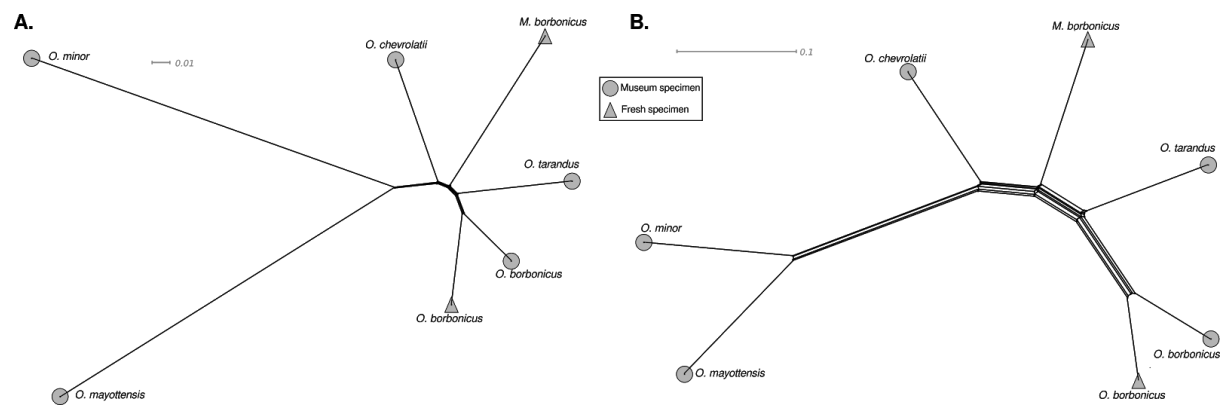 A.
O. minor
0.01
O. chevrolatii
M. borbonicus
O. tarandus
O. borbonicus
O. borbonicus
O. mayottensis
Museum specimen
Fresh specimen
B.
0.1
O. chevrolatii
M. borbonicus
O. tarandus
O. minor
O. mayottensis
O. borbonicus
O. borbonicus